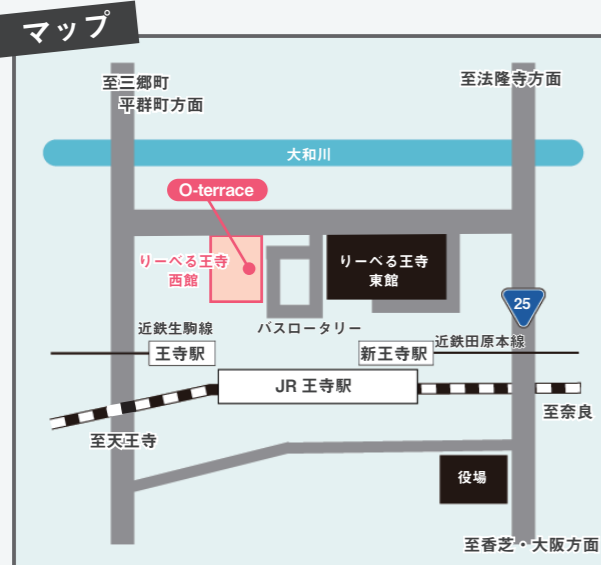 マップ
至三郷町
平群町方面
至法隆寺方面
大和川
O-terrace
りーべる王寺
西館
りーべる王寺
東館
25
近鉄生駒線
バスロータリー
近鉄田原本線
王寺駅
新王寺駅
JR 王寺駅
至奈良
至天王寺
役場
至香芝・大阪方面